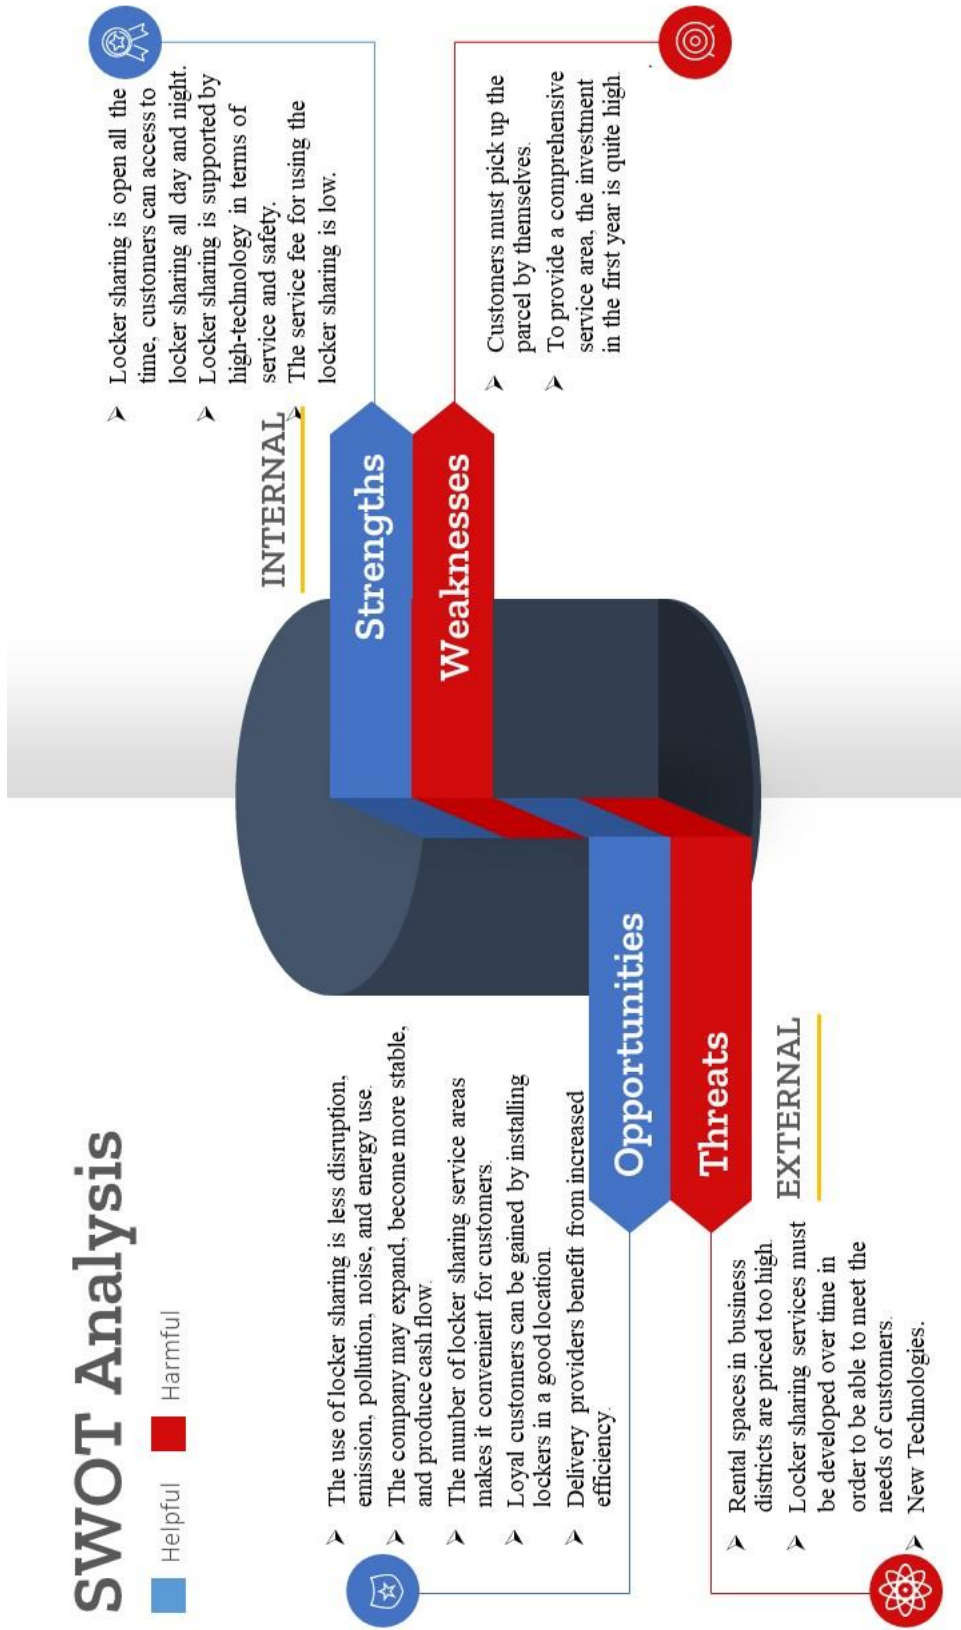 SWOT Analysis
Helpful
Harmful
The use of locker sharing is less disruption,
emission, pollution, noise, and energy use.
The company may expand, become more stable,
and produce cash flow.
The number of locker sharing service areas
makes it convenient for customers.
Loyal customers can be gained by installing
lockers in a good location.
Delivery providers benefit from increased
efficiency.
Opportunities
Threats
EXTERNAL
Rental spaces in business
districts are priced too high.
Locker sharing services must
be developed over time in
order to be able to meet the
needs of customers.
New Technologies.
Locker sharing is open all the
time, customers can access to
locker sharing all day and night.
Locker sharing is supported by
high-technology in terms of
service and safety.
The service fee for using the
locker sharing is low.
INTERNAL
Strengths
Weaknesses
Customers must pick up the
parcel by themselves.
To provide a comprehensive
service area, the investment
in the first year is quite high.